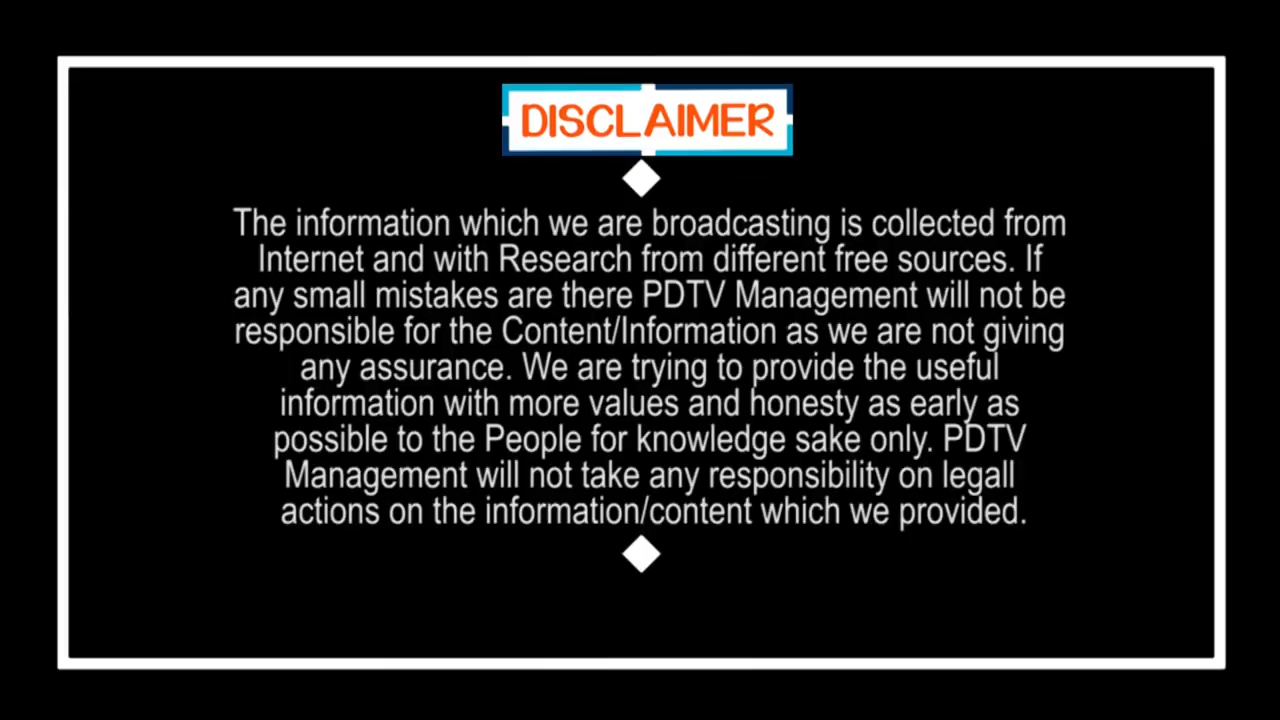 DISCLAIMER
The information which we are broadcasting is collected from
Internet and with Research from different free sources. If
any small mistakes are there PDTV Management will not be
responsible for the Content/Information as we are not giving
any assurance. We are trying to provide the useful
information with more values and honesty as early as
possible to the People for knowledge sake only. PDTV
Management will not take any responsibility on legall
actions on the information/content which we provided.